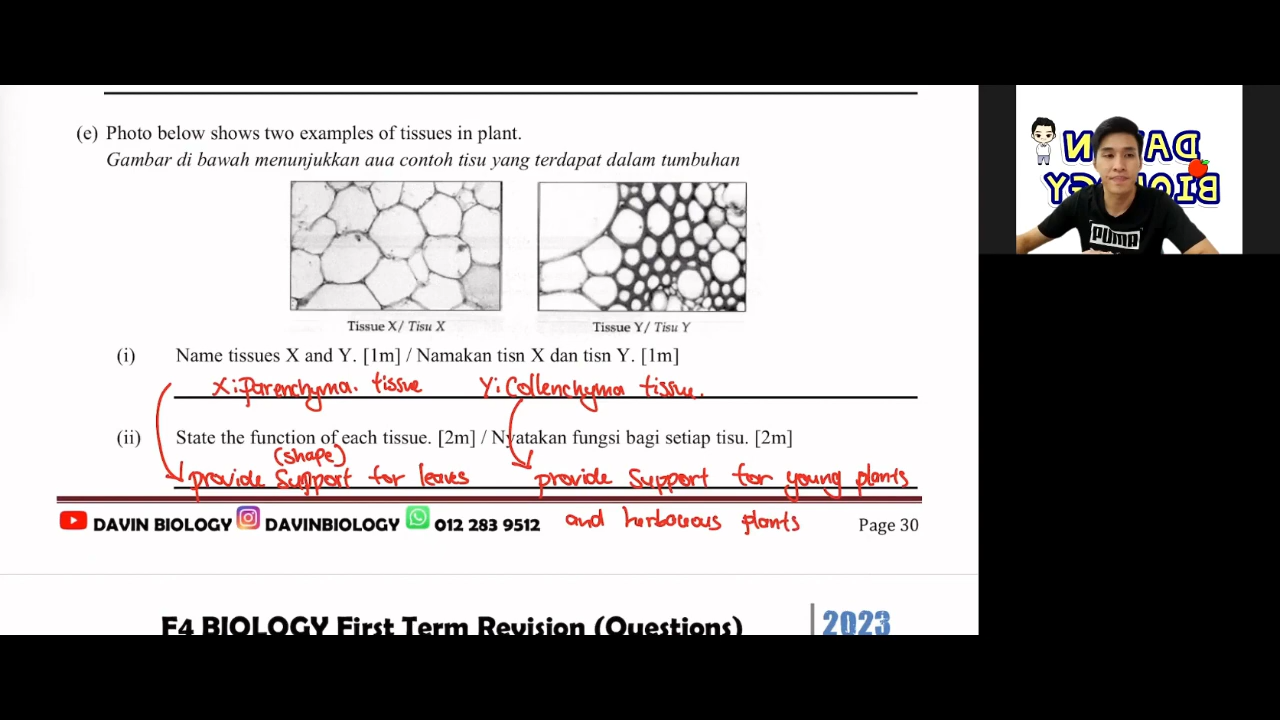 (e) Photo below shows two examples of tissues in plant.
Gambar di bawah menunjukkan aua contoh tisu yang terdapat dalam tumbuhan
Tissue X/ Tisu X
Tissue Y/ Tisu Y
(i) Name tissues X and Y. [1m] / Namakan tisn X dan tisn Y. [1m]
X: Parenchyma. tissue Y: Collenchyma tissue.
(ii) State the function of each tissue. [2m] / Nyatakan fungsi bagi setiap tisu. [2m]
(shape)
provide support for leaves provide support for young plants
and herbaceous plants
DAVIN BIOLOGY DAVINBIOLOGY 012 283 9512 Page 30
F4 BIOLOGY First Term Revision (Questions) 2023
DAVIN
BIOLOGY
PUMA